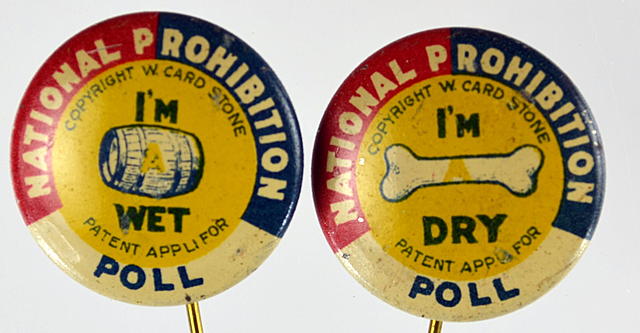 NATIONAL PROHIBITION
COPYRIGHT W. CARD STONE
I'M
A
WET
PATENT APPLI FOR
POLL
NATIONAL PROHIBITION
COPYRIGHT W. CARD STONE
I'M
A
DRY
PATENT APPLI FOR
POLL